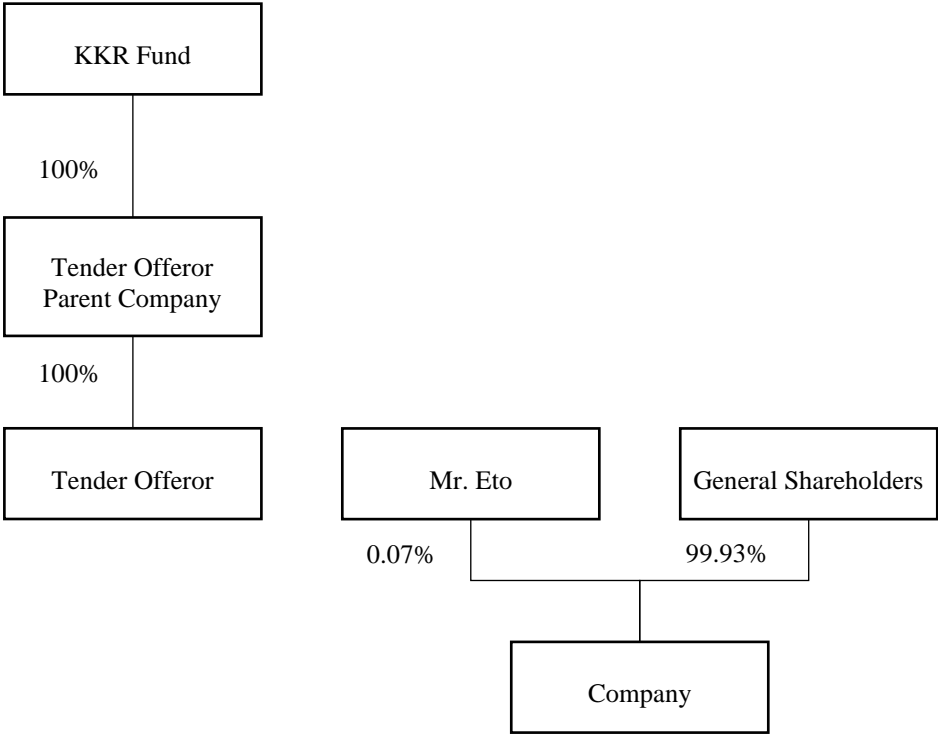 KKR Fund
100%
Tender Offeror
Parent Company
100%
Tender Offeror
Mr. Eto
General Shareholders
0.07%
99.93%
Company